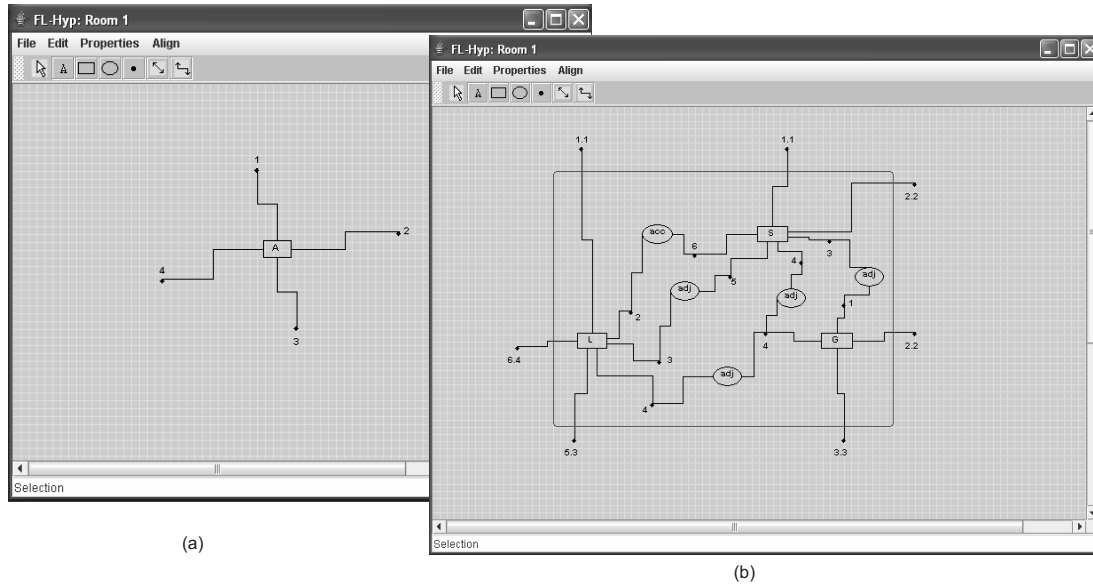 FL-Hyp: Room 1
File Edit Properties Align
A
1
2
A
4
3
Selection
(a)
FL-Hyp: Room 1
File Edit Properties Align
A
1.1 1.1
2.2
acc S
6 4 3
adj 5 adj adj
2 1
L 3 4 G
6.4 2.2
adj
4
5.3 3.3
Selection
(b)